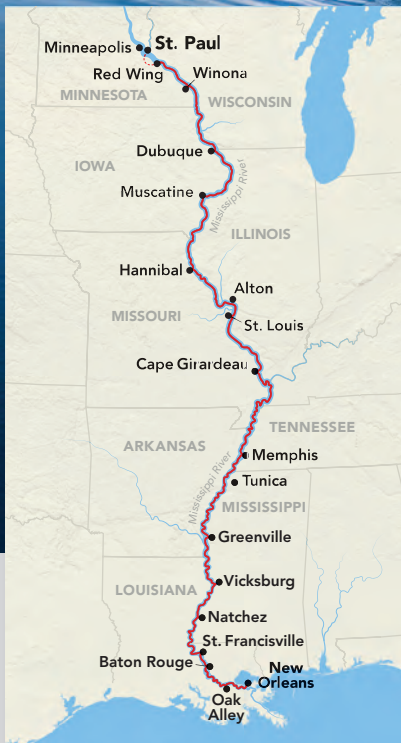 Minneapolis
St. Paul
Red Wing
Winona
MINNESOTA
WISCONSIN
Dubuque
IOWA
Mississippi River
Muscatine
ILLINOIS
Hannibal
Alton
MISSOURI
St. Louis
Cape Girardeau
TENNESSEE
ARKANSAS
Memphis
Mississippi River
Tunica
MISSISSIPPI
Greenville
Vicksburg
LOUISIANA
Natchez
St. Francisville
Baton Rouge
New
Orleans
Oak
Alley